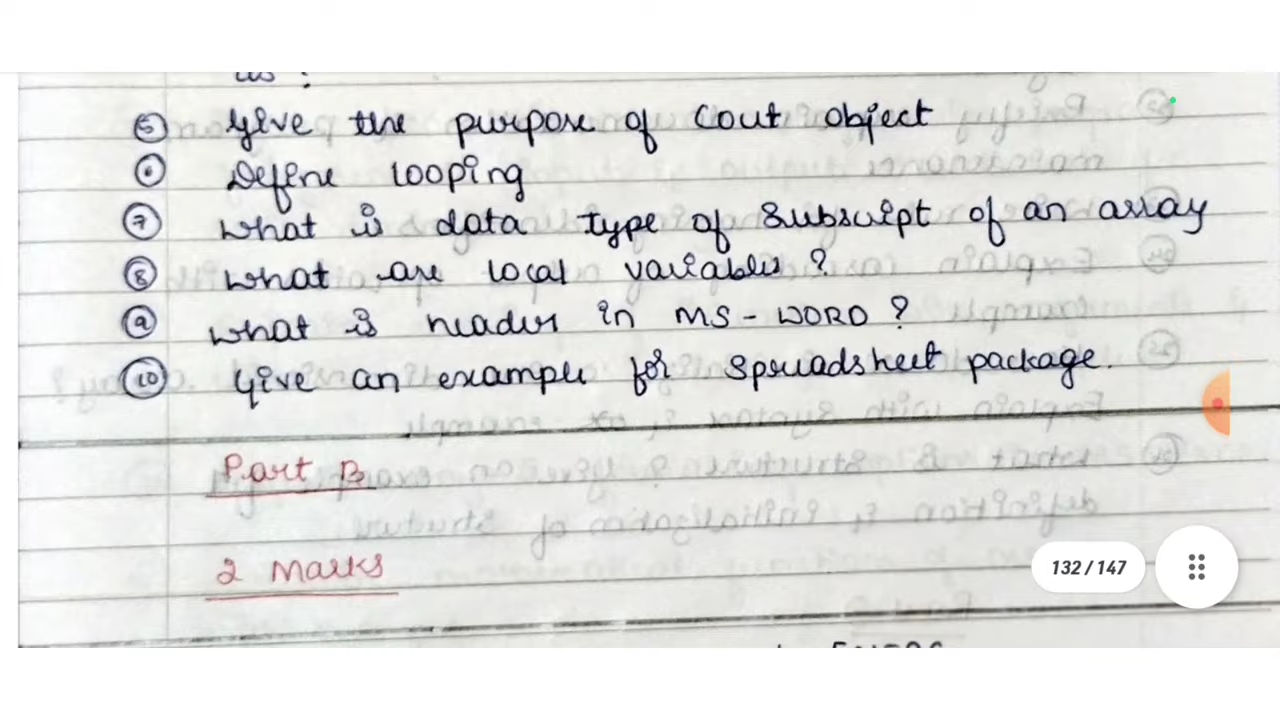 us ?
5 Give the purpose of Cout object
6 Define looping
7 what is data type of Subscript of an array
8 what are local variables ?
9 what is header in MS-WORD ?
10 Give an example for Spreadsheet package.
Part B
2 Marks
132 / 147